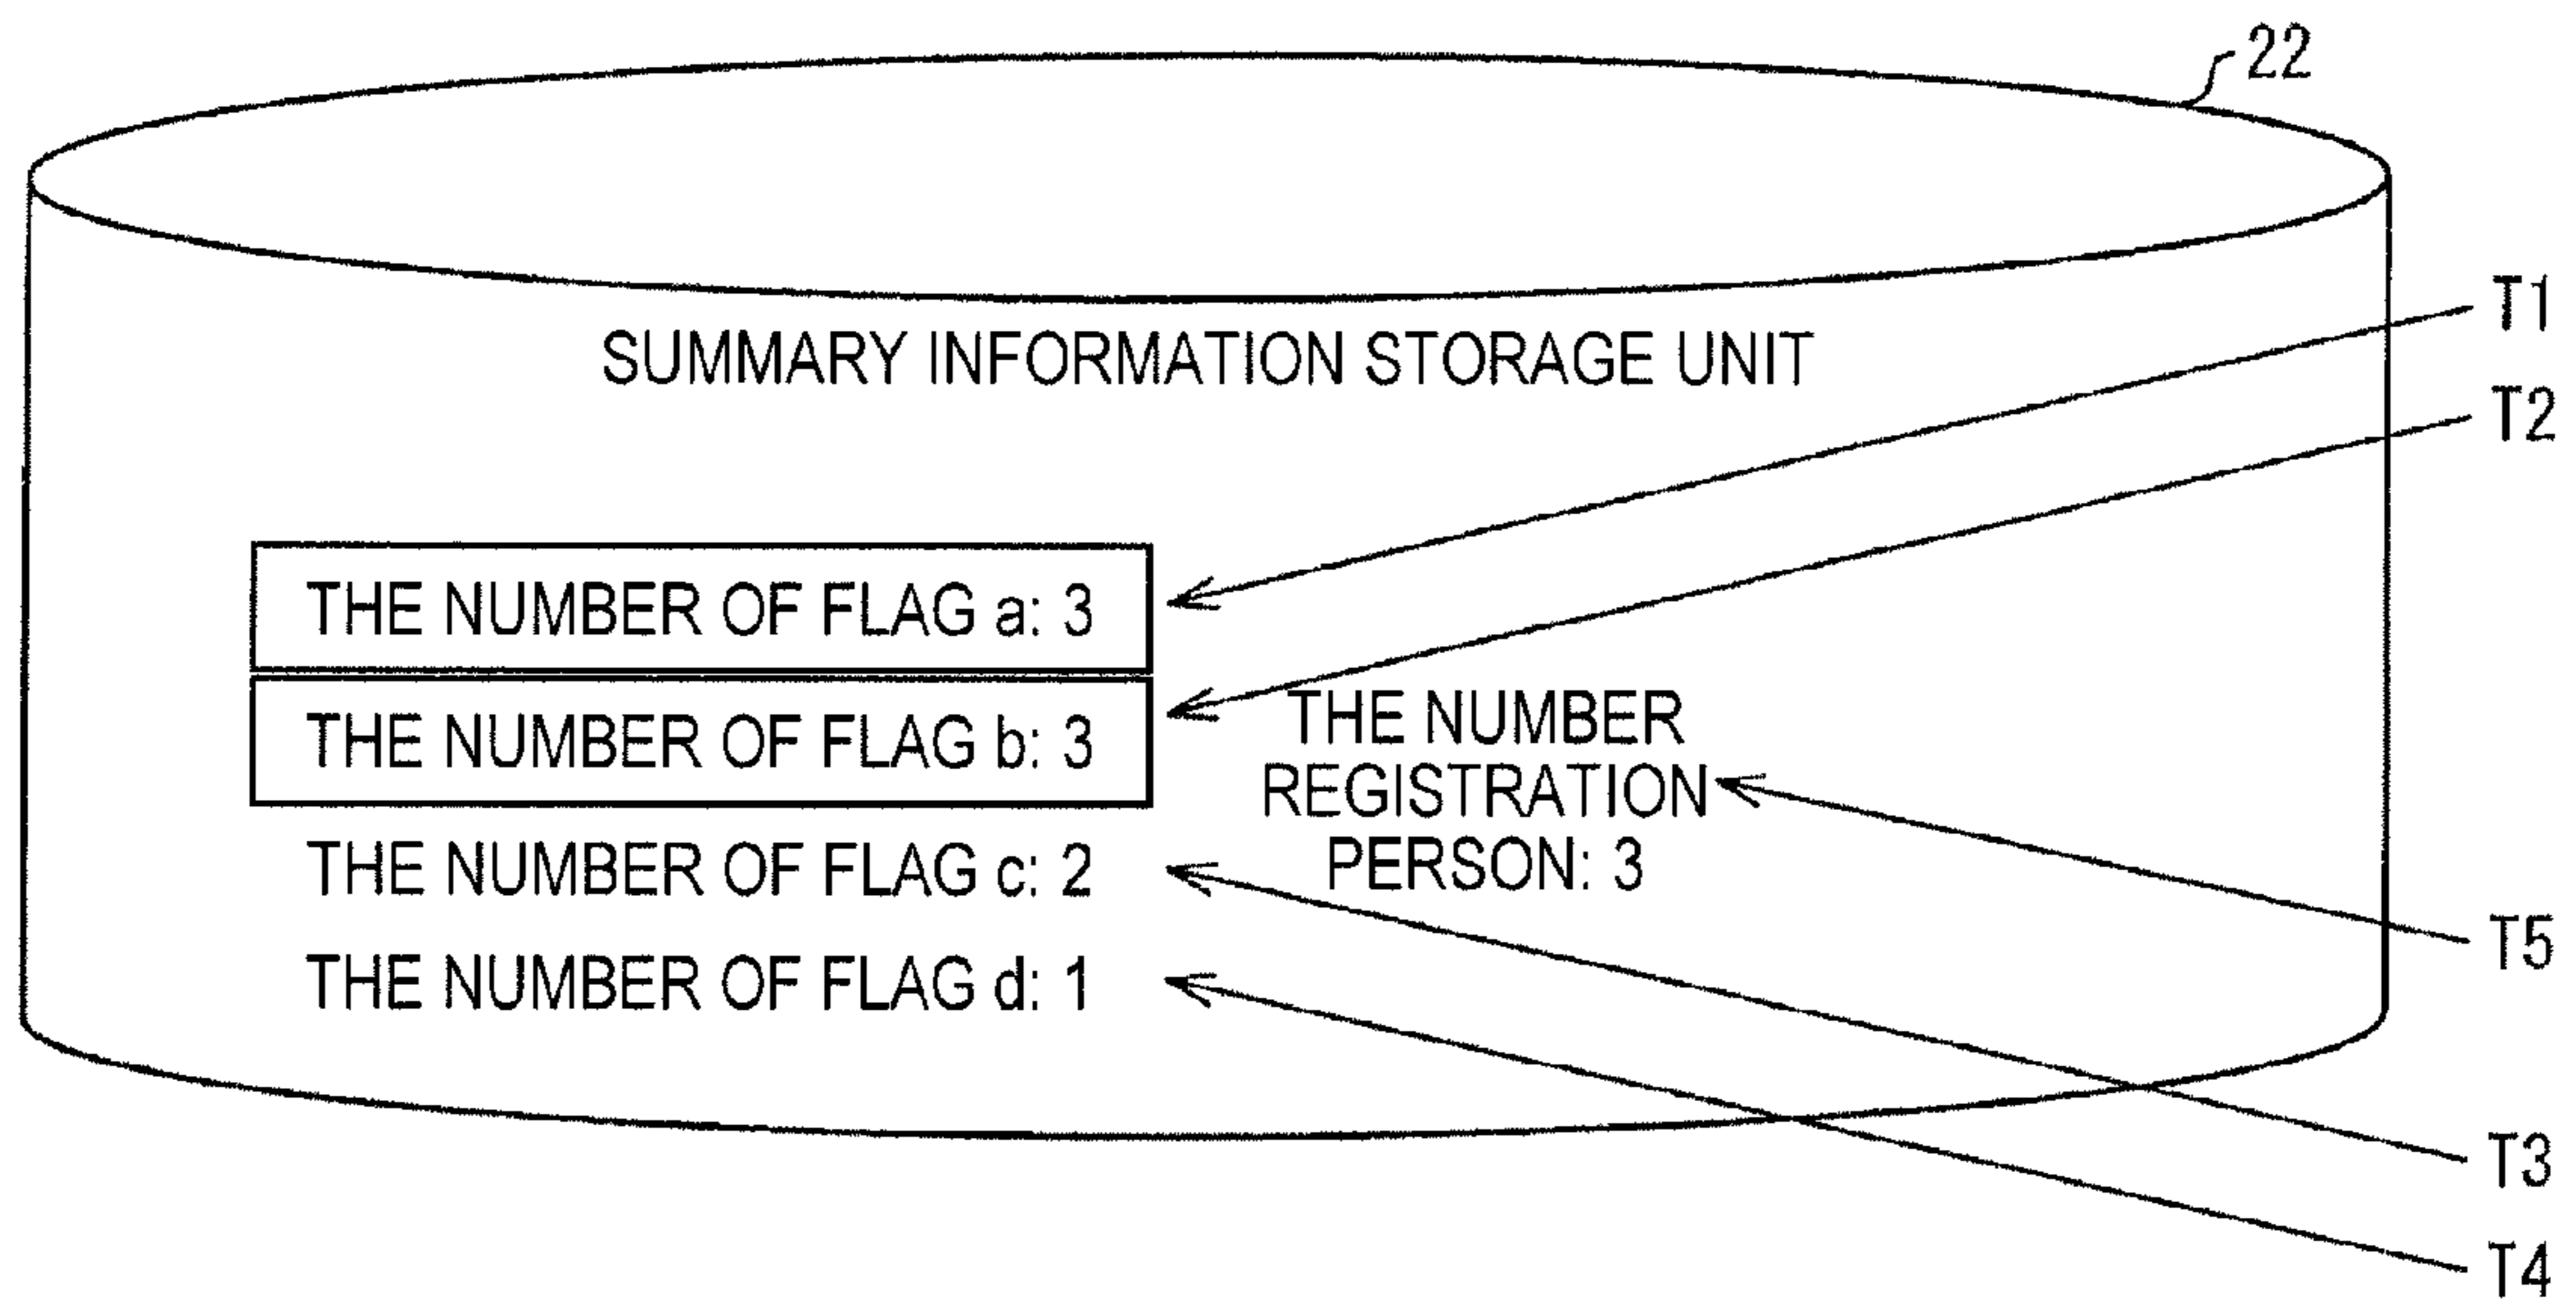 22
SUMMARY INFORMATION STORAGE UNIT
T1
T2
THE NUMBER OF FLAG a: 3
THE NUMBER OF FLAG b: 3
THE NUMBER OF FLAG c: 2
THE NUMBER OF FLAG d: 1
THE NUMBER
REGISTRATION
PERSON: 3
T5
T3
T4